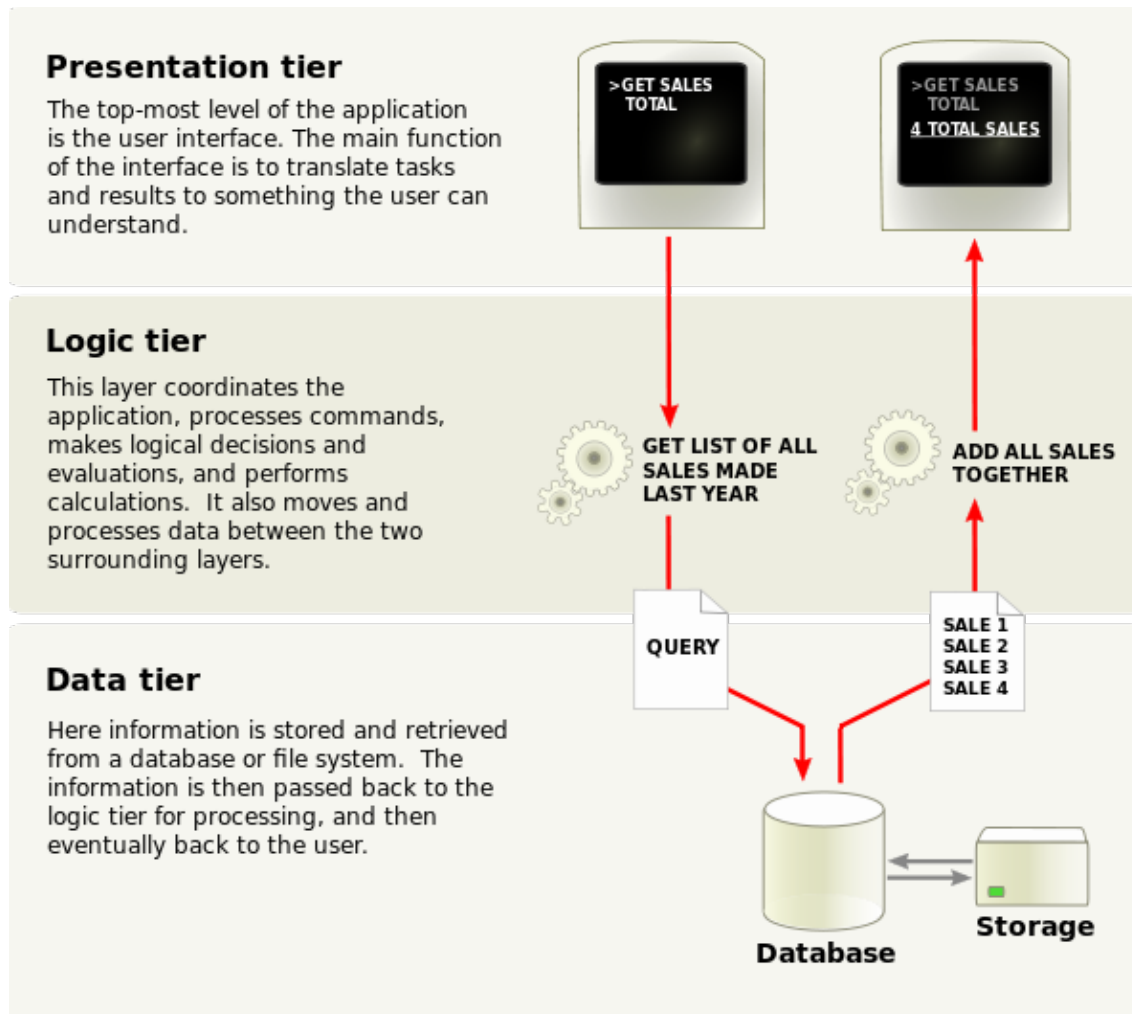 Presentation tier
The top-most level of the application
is the user interface. The main function
of the interface is to translate tasks
and results to something the user can
understand.
>GET SALES
TOTAL
>GET SALES
TOTAL
4 TOTAL SALES
Logic tier
This layer coordinates the
application, processes commands,
makes logical decisions and
evaluations, and performs
calculations.  It also moves and
processes data between the two
surrounding layers.
GET LIST OF ALL
SALES MADE
LAST YEAR
ADD ALL SALES
TOGETHER
QUERY
SALE 1
SALE 2
SALE 3
SALE 4
Data tier
Here information is stored and retrieved
from a database or file system.  The
information is then passed back to the
logic tier for processing, and then
eventually back to the user.
Database
Storage